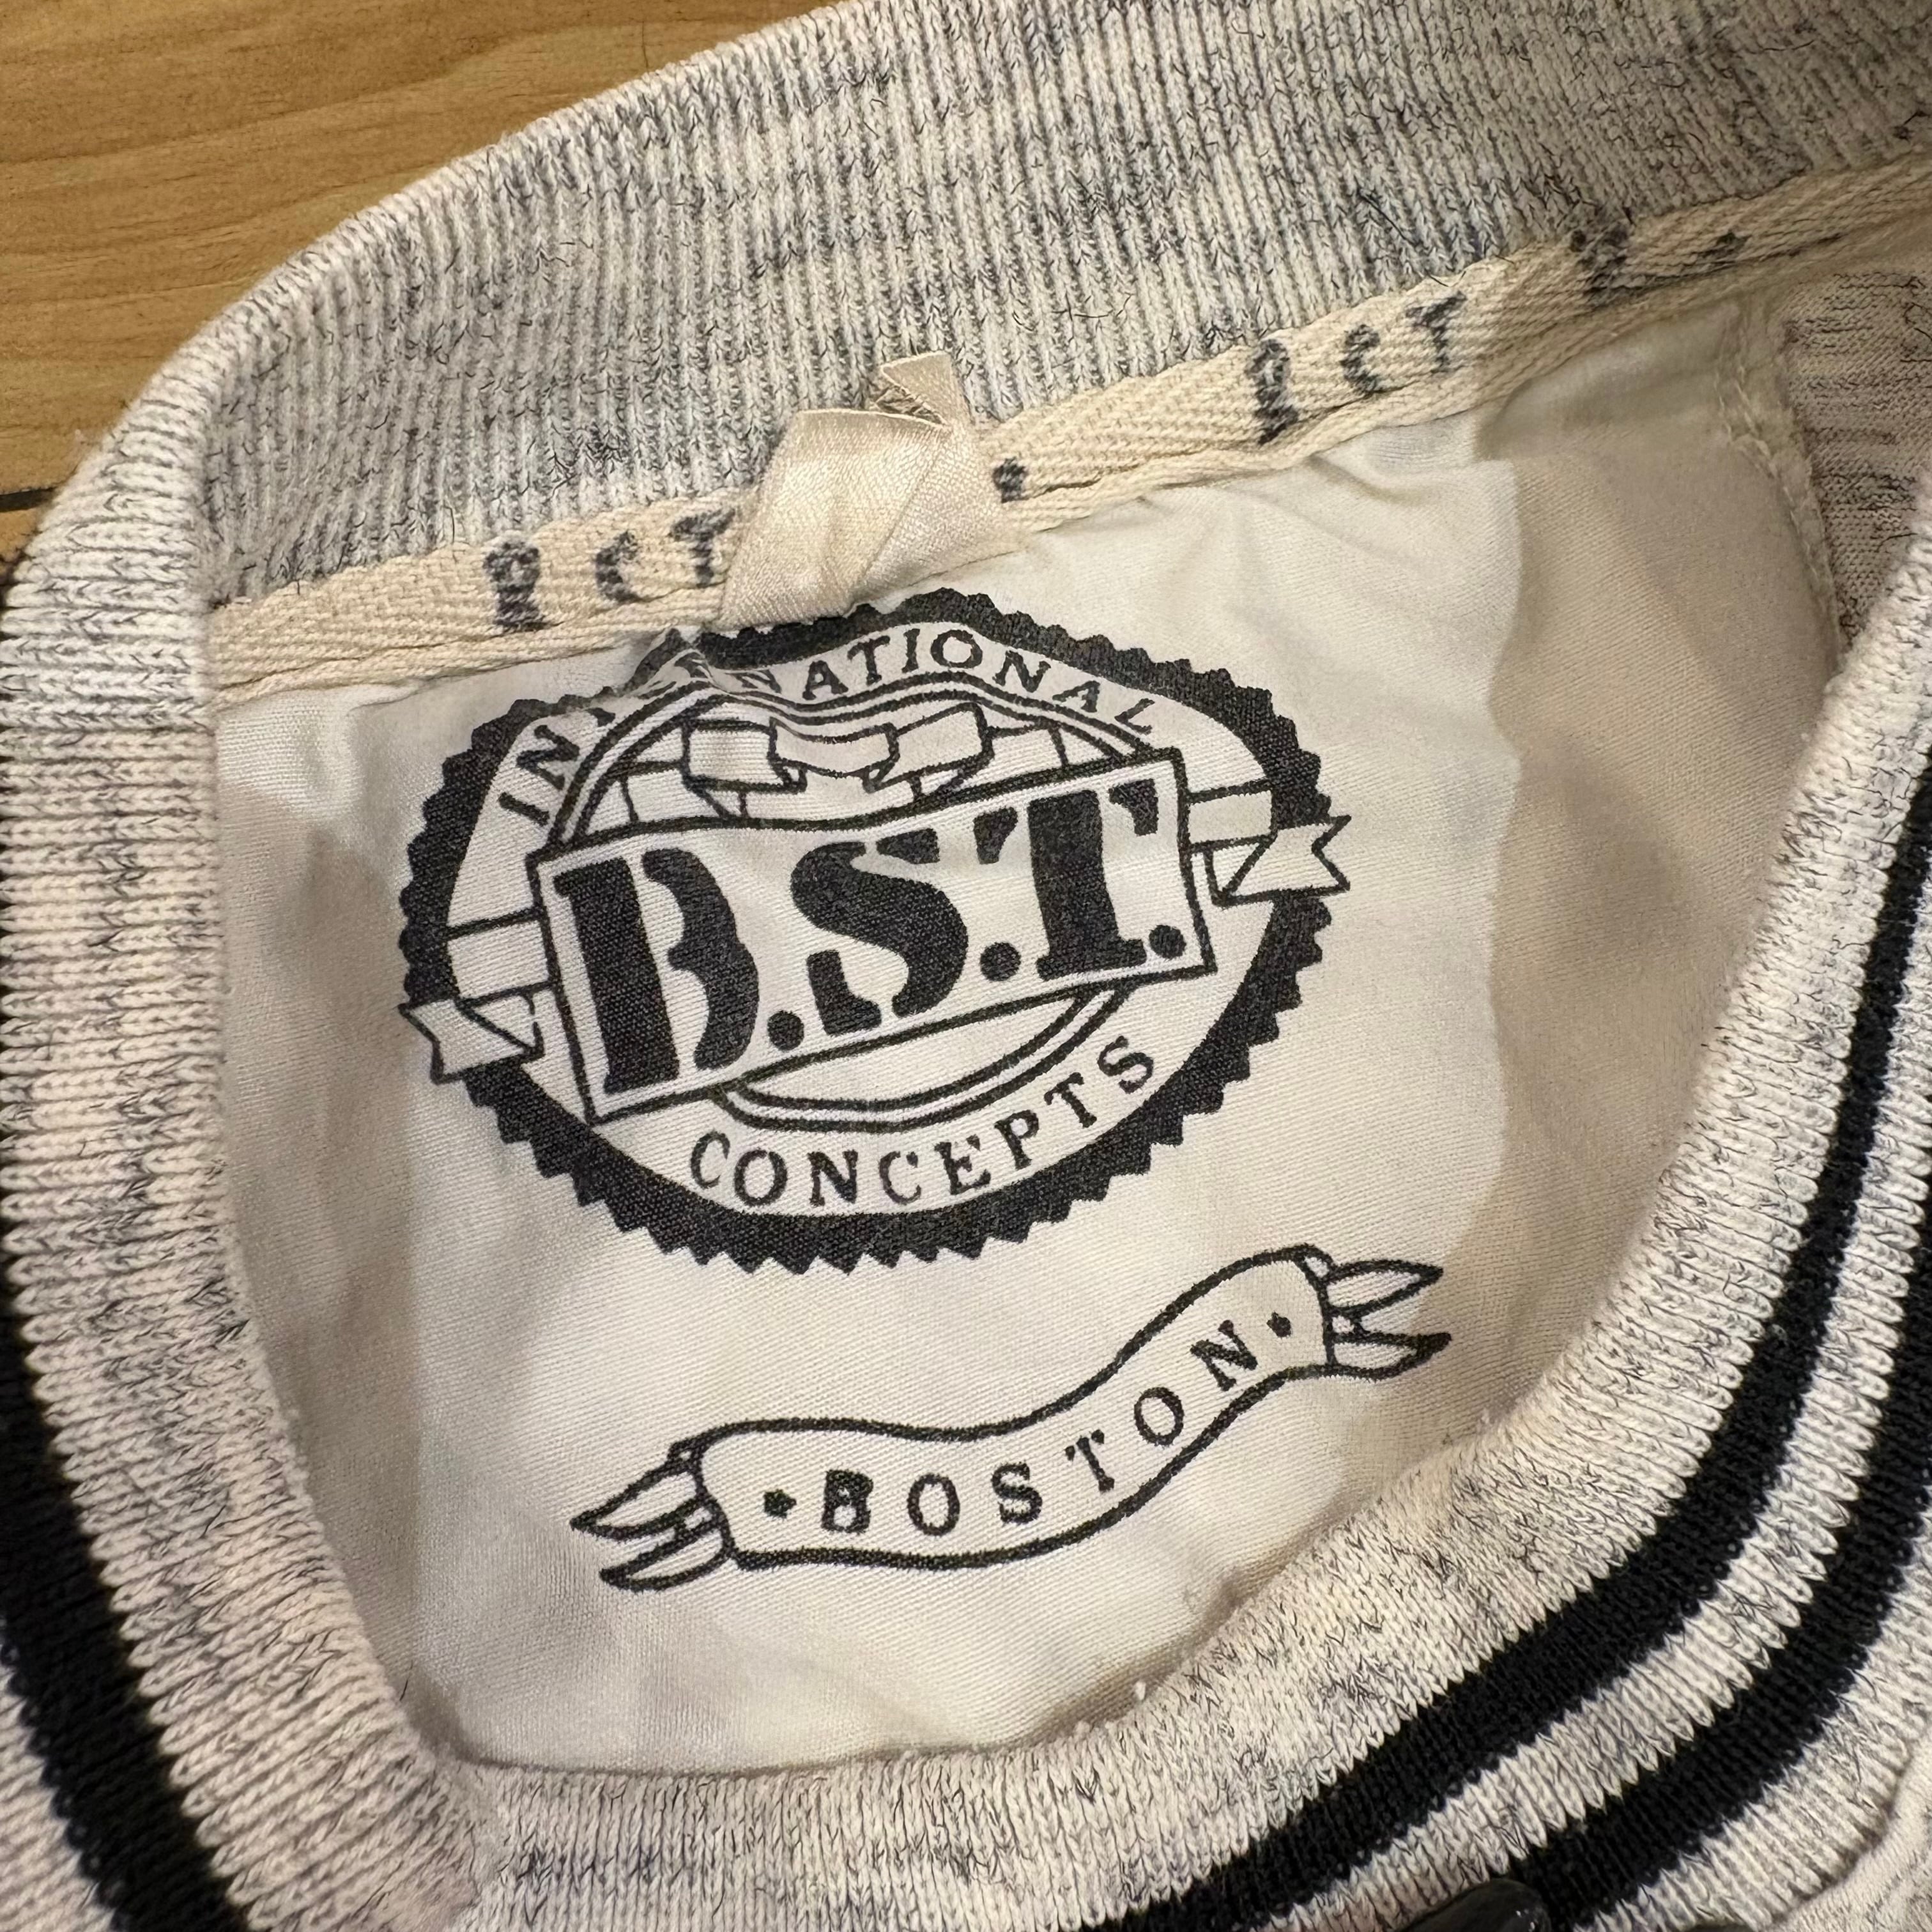 INTERNATIONAL
B.S.T.
CONCEPTS
• BOSTON •